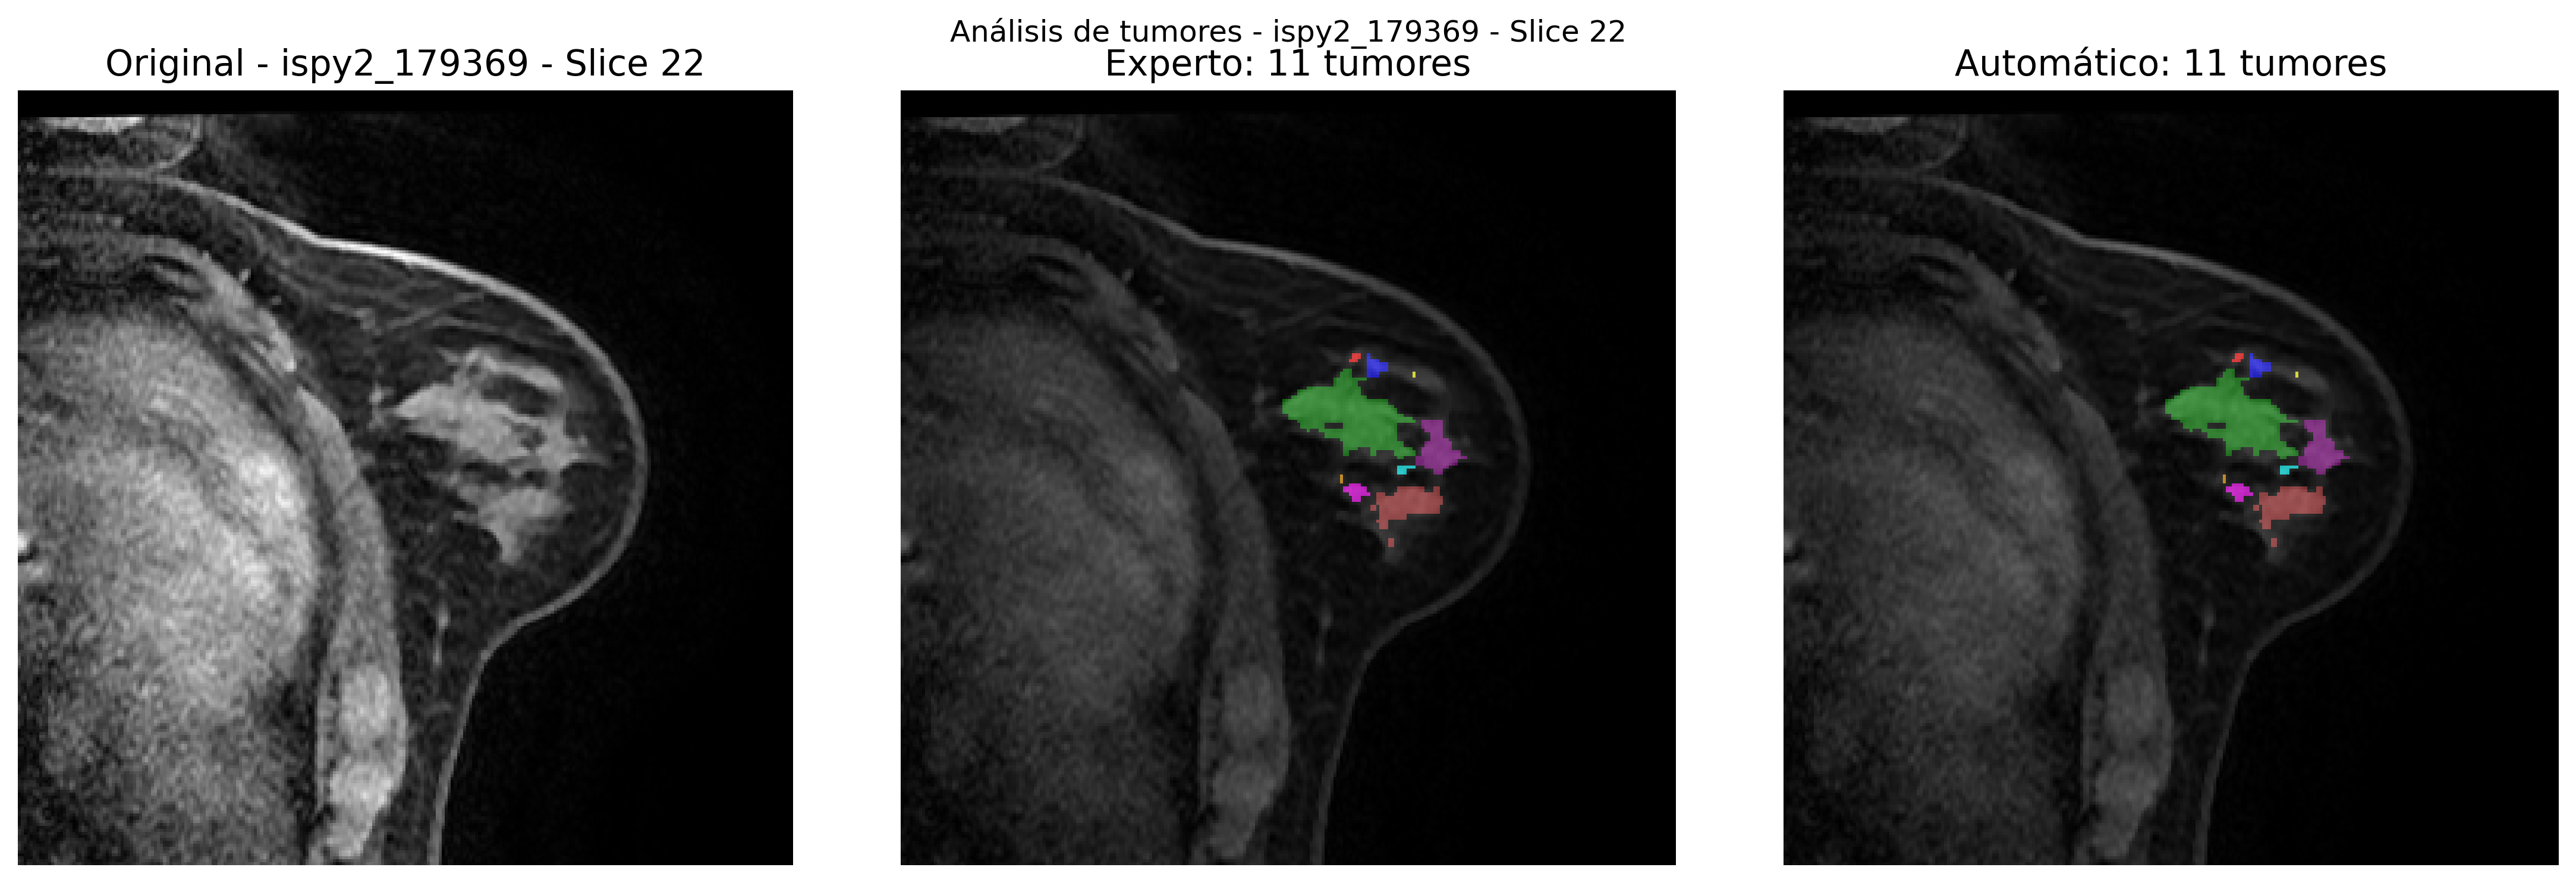 Análisis de tumores - ispy2_179369 - Slice 22
Original - ispy2_179369 - Slice 22
Experto: 11 tumores
Automático: 11 tumores